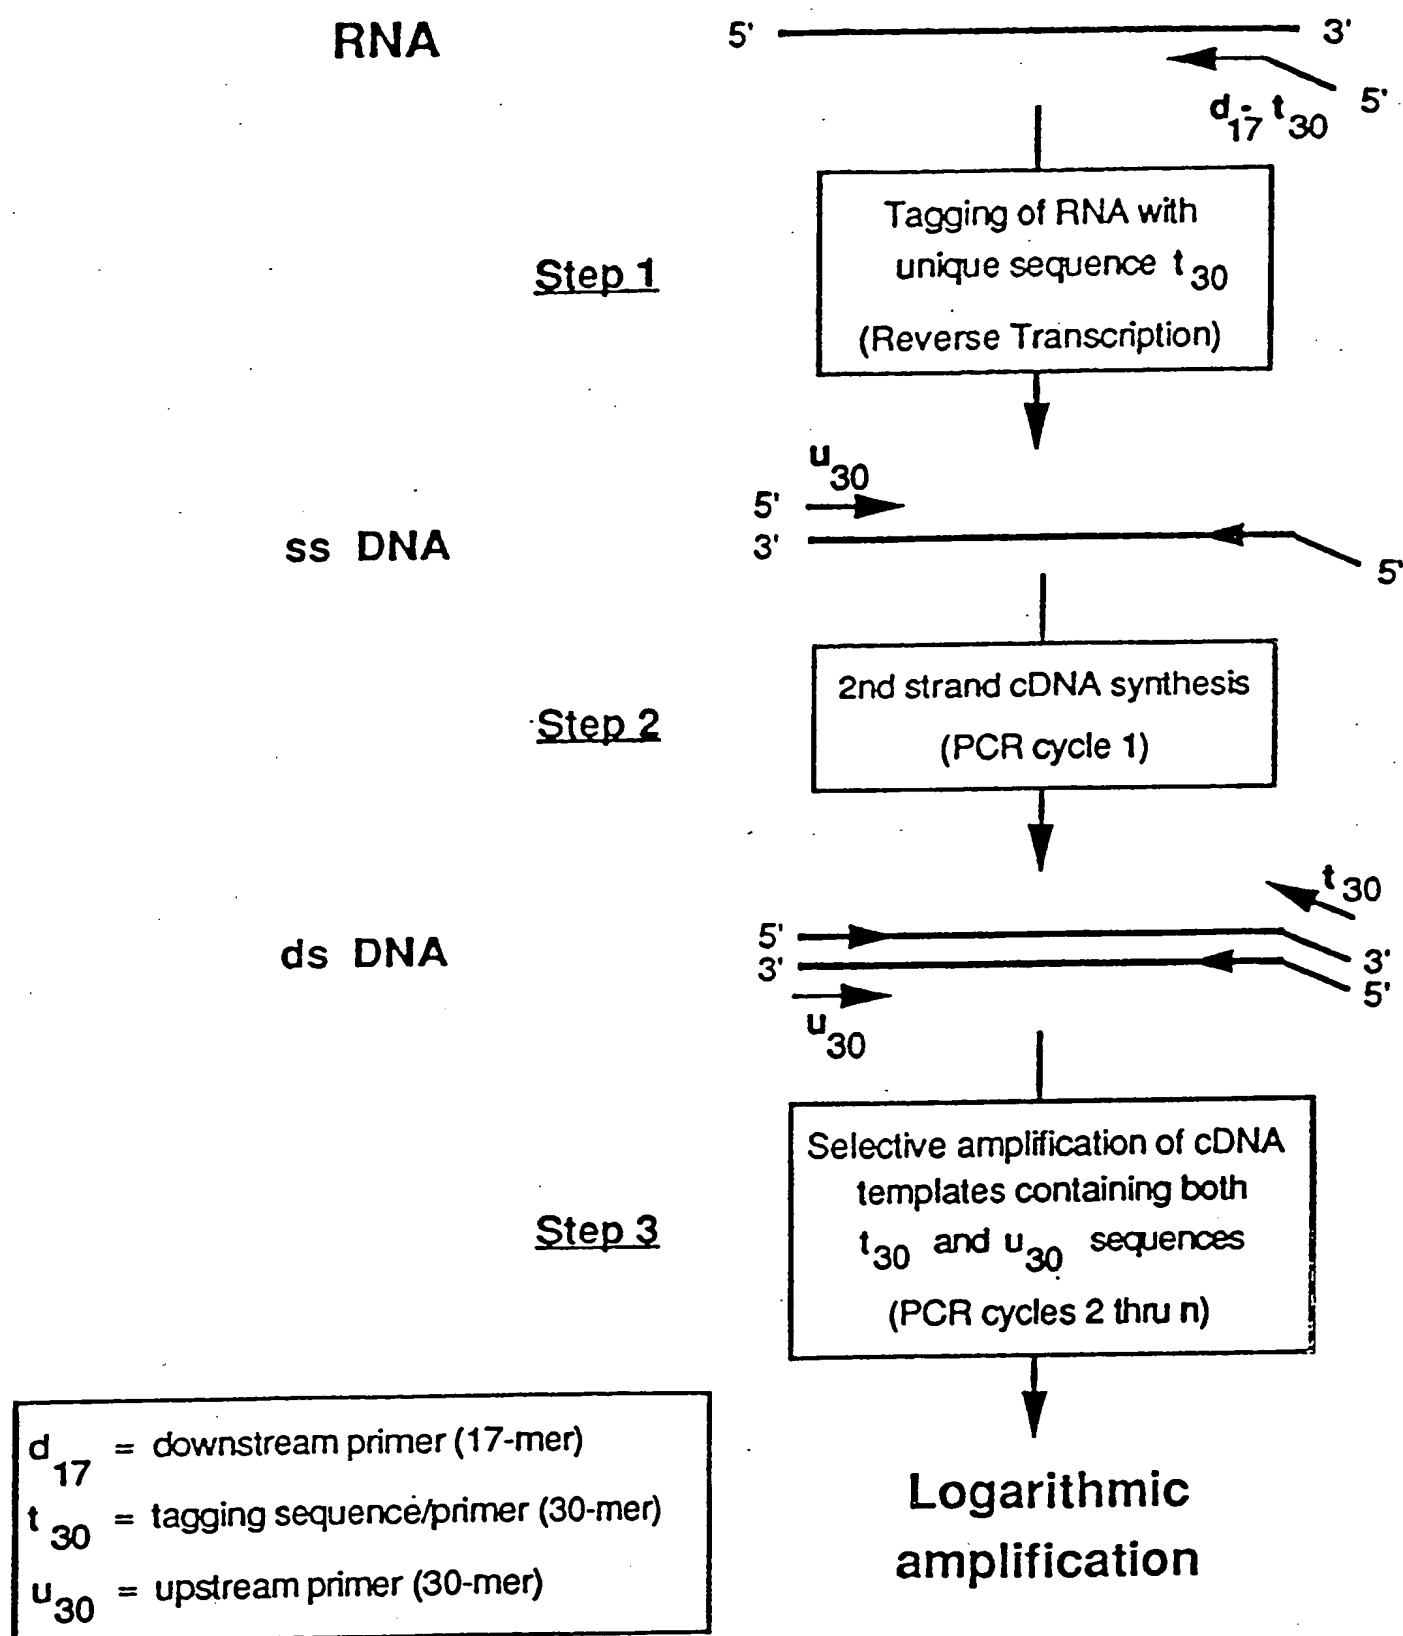 RNA
5' 3'
5'
d17- t30
Tagging of RNA with
unique sequence t30
(Reverse Transcription)
Step 1
u30
5'
3'
5'
ss DNA
2nd strand cDNA synthesis
(PCR cycle 1)
Step 2
t30
5' 3'
3' 5'
ds DNA
u30
Selective amplification of cDNA
templates containing both
t30 and u30 sequences
(PCR cycles 2 thru n)
Step 3
d17 = downstream primer (17-mer)
t30 = tagging sequence/primer (30-mer)
u30 = upstream primer (30-mer)
Logarithmic
amplification